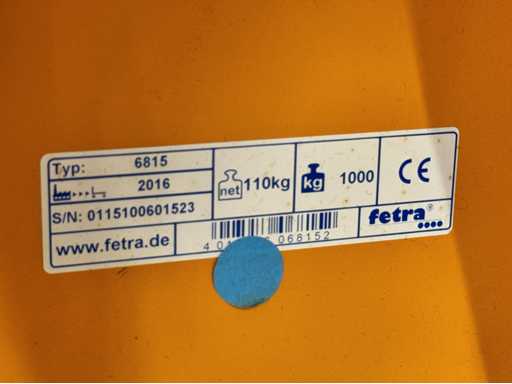 Typ: 6815
2016
S/N: 0115100601523
www.fetra.de
net 110kg
kg 1000
CE
fetra®
068152